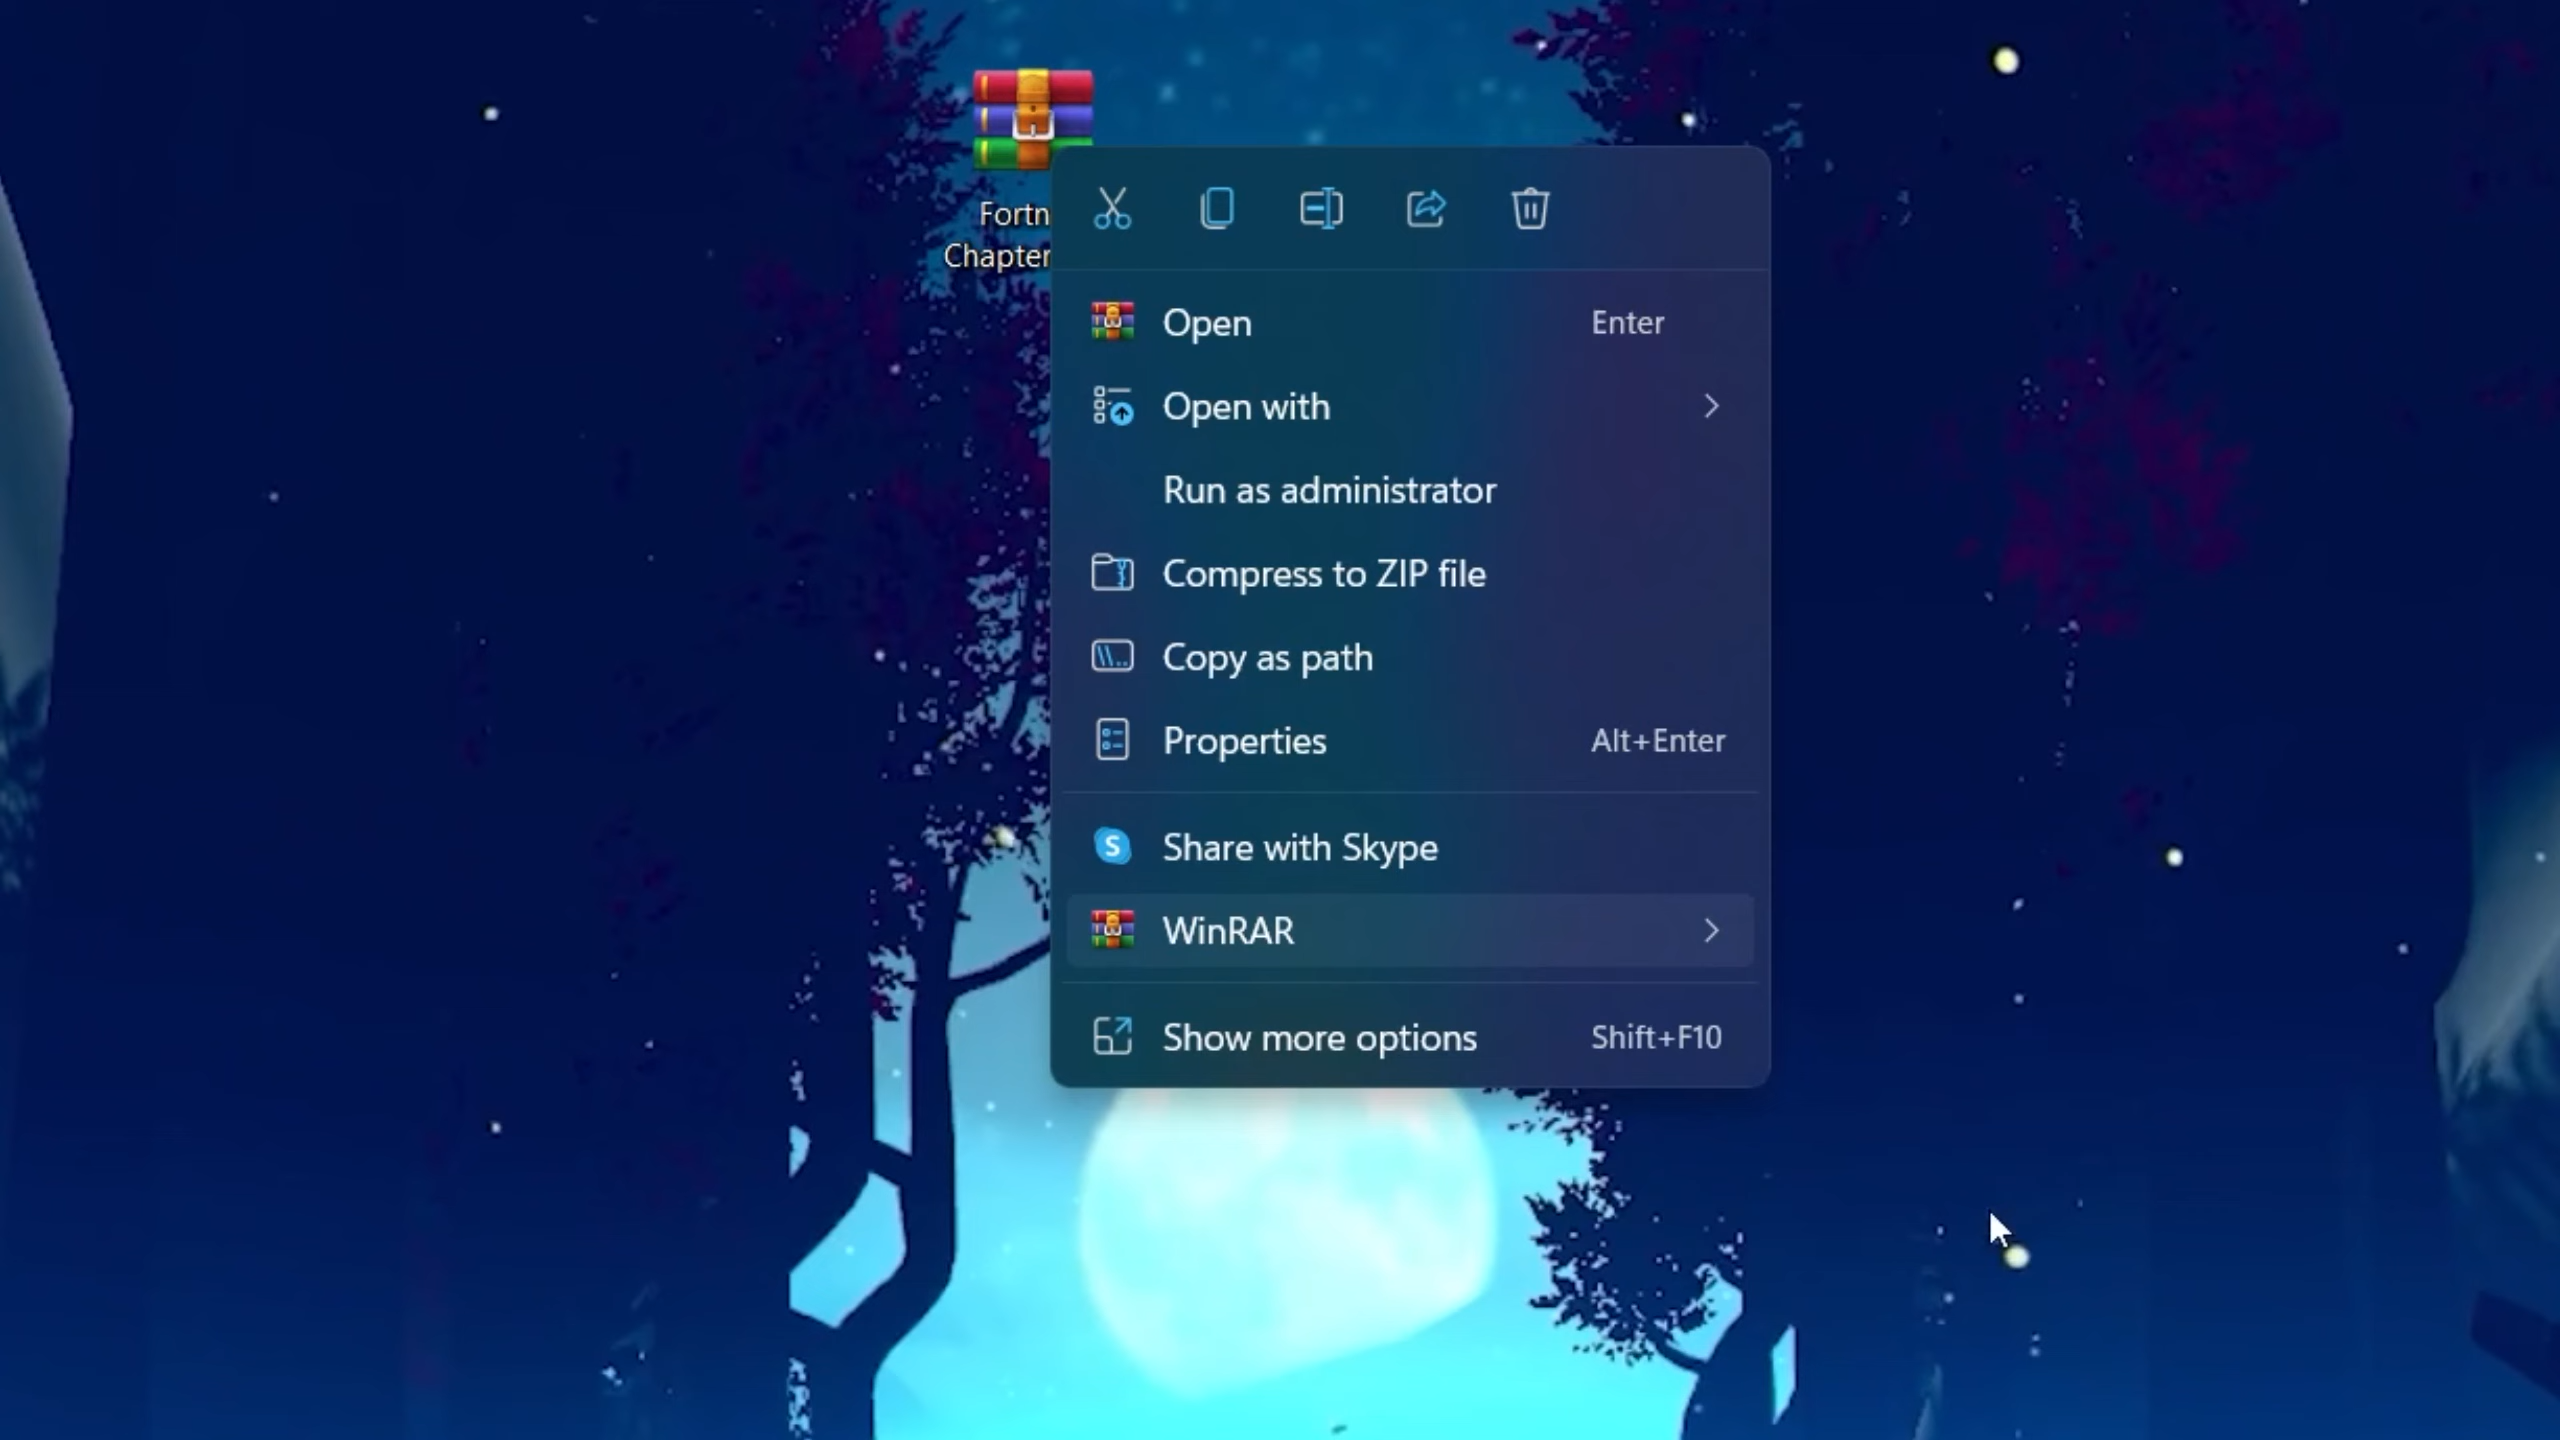 Fortn
Chapter
Open Enter
Open with
Run as administrator
Compress to ZIP file
Copy as path
Properties Alt+Enter
S Share with Skype
WinRAR
Show more options Shift+F10